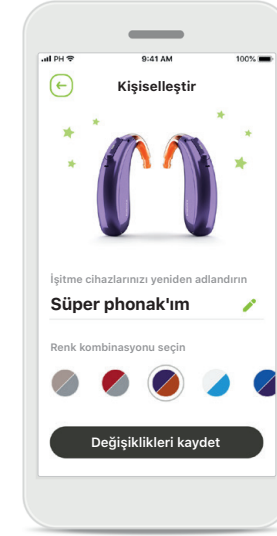 PH 9:41 AM 100%
Kişiselleştir
İşitme cihazlarınızı yeniden adlandırın
Süper phonak'ım
Renk kombinasyonu seçin
Değişiklikleri kaydet